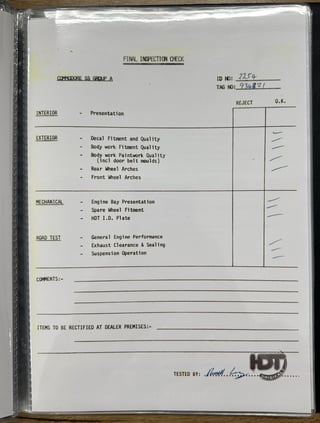 FINAL INSPECTION CHECK
COMMODORE SS GROUP A
ID NO: 2254
TAG NO:
REJECT O.K.
INTERIOR - Presentation
EXTERIOR - Decal Fitment and Quality
- Body work Fitment Quality
- Body work Paintwork Quality
(incl door belt moulds)
- Rear Wheel Arches
- Front Wheel Arches
MECHANICAL - Engine Bay Presentation
- Spare Wheel Fitment
- HDT I.D. Plate
ROAD TEST - General Engine Performance
- Exhaust Clearance & Sealing
- Suspension Operation
COMMENTS:-
ITEMS TO BE RECTIFIED AT DEALER PREMISES:-
HDT
TESTED BY: